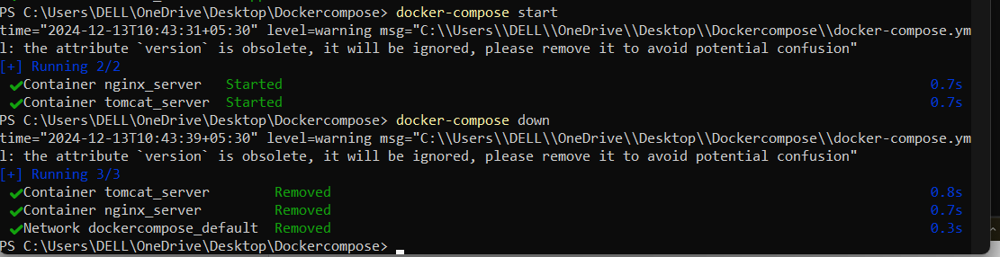 PS C:\Users\DELL\OneDrive\Desktop\Dockercompose> docker-compose start
time="2024-12-13T10:43:31+05:30" level=warning msg="C:\\Users\\DELL\\OneDrive\\Desktop\\Dockercompose\\docker-compose.ym
l: the attribute `version` is obsolete, it will be ignored, please remove it to avoid potential confusion"
[+] Running 2/2
✔Container nginx_server   Started   0.7s
✔Container tomcat_server  Started   0.7s
PS C:\Users\DELL\OneDrive\Desktop\Dockercompose> docker-compose down
time="2024-12-13T10:43:39+05:30" level=warning msg="C:\\Users\\DELL\\OneDrive\\Desktop\\Dockercompose\\docker-compose.ym
l: the attribute `version` is obsolete, it will be ignored, please remove it to avoid potential confusion"
[+] Running 3/3
✔Container tomcat_server        Removed   0.8s
✔Container nginx_server         Removed   0.7s
✔Network dockercompose_default  Removed   0.3s
PS C:\Users\DELL\OneDrive\Desktop\Dockercompose>